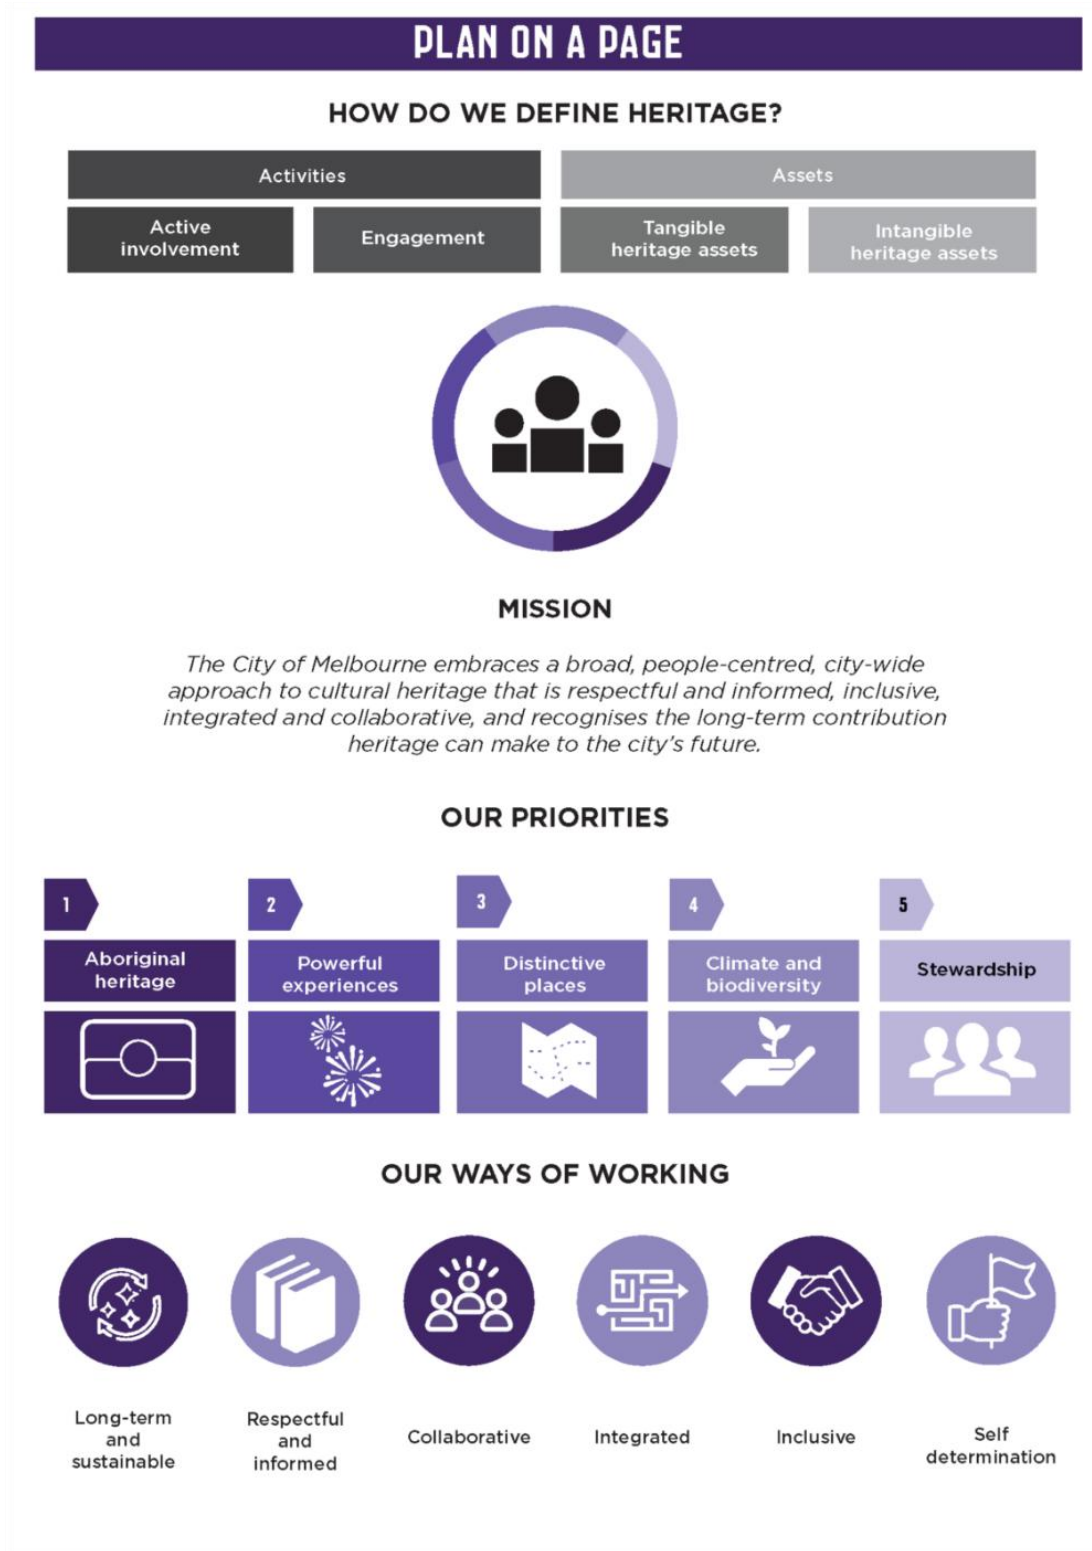 PLAN ON A PAGE
HOW DO WE DEFINE HERITAGE?
Activities
Assets
Active
involvement
Engagement
Tangible
heritage assets
Intangible
heritage assets
MISSION
The City of Melbourne embraces a broad, people-centred, city-wide
approach to cultural heritage that is respectful and informed, inclusive,
integrated and collaborative, and recognises the long-term contribution
heritage can make to the city's future.
OUR PRIORITIES
1
2
3
4
5
Aboriginal
heritage
Powerful
experiences
Distinctive
places
Climate and
biodiversity
Stewardship
OUR WAYS OF WORKING
Long-term
and
sustainable
Respectful
and
informed
Collaborative
Integrated
Inclusive
Self
determination